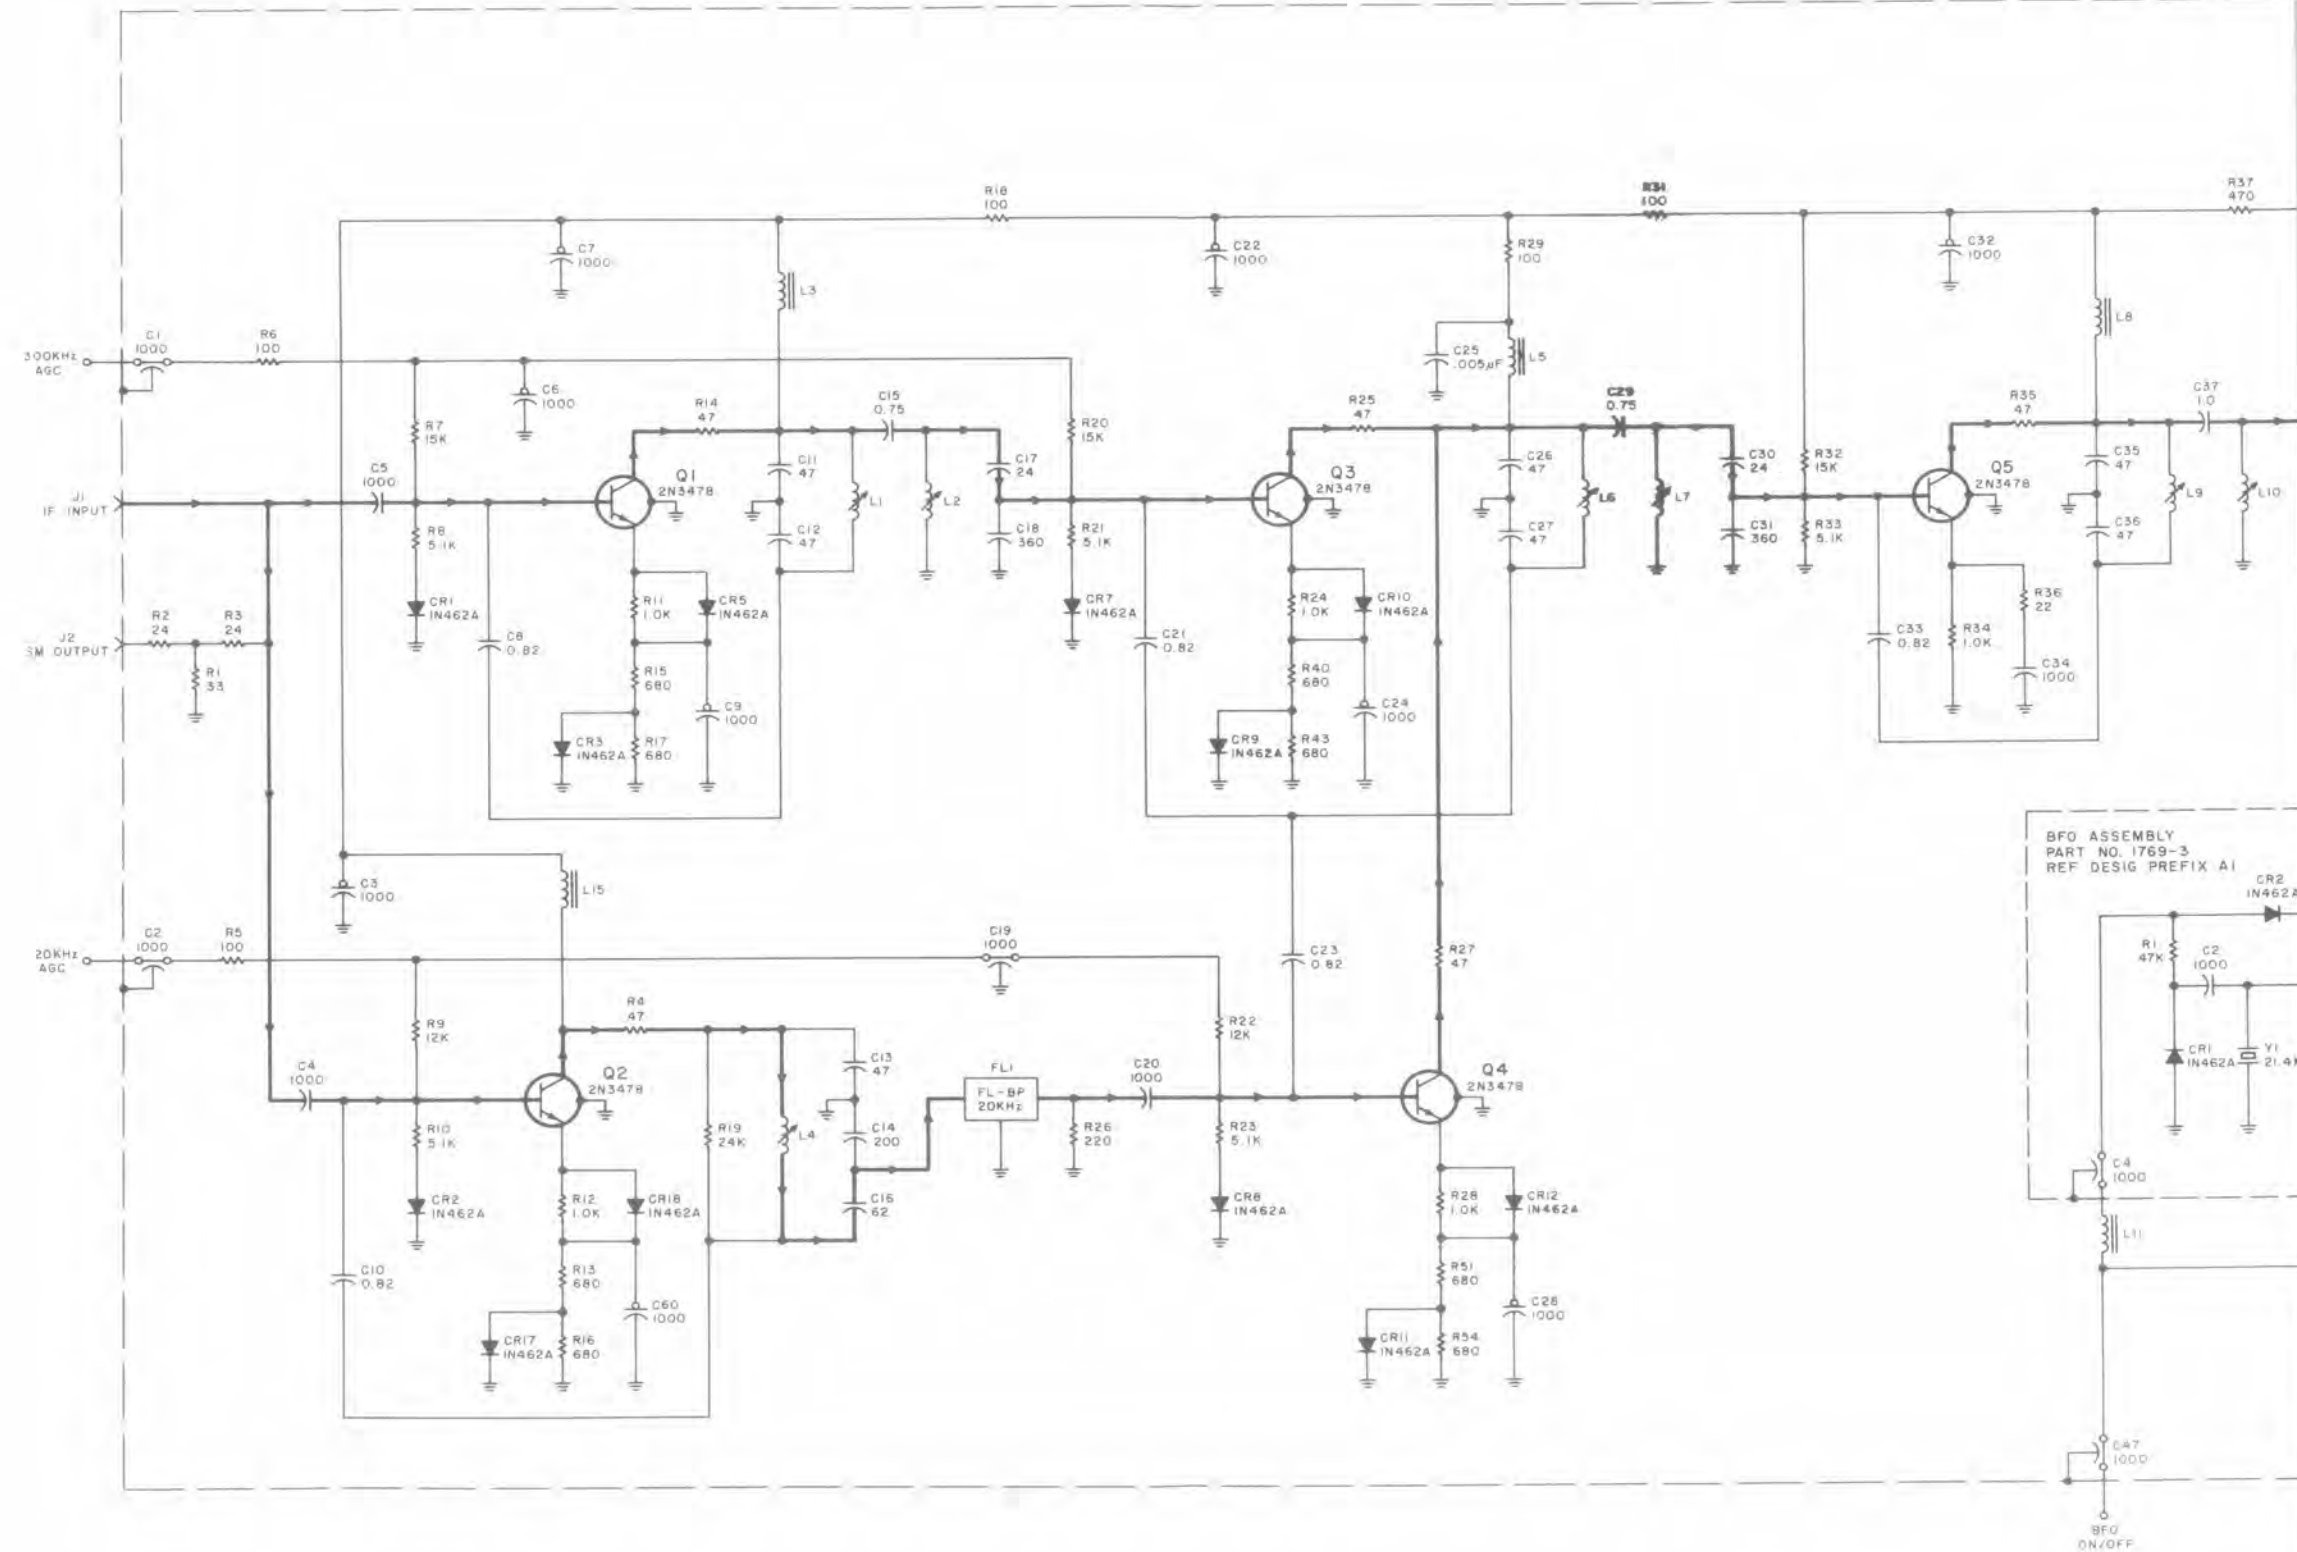 R18
100
R31
100
R37
470
C7
1000
C22
1000
R29
100
C32
1000
L3
L8
C1
1000
R6
100
300KHz
AGC
C6
1000
C25
.005µF
L5
R7
15K
R14
47
C15
0.75
R20
15K
R25
47
C29
0.75
R35
47
C37
1.0
C5
1000
Q1
2N3478
C11
47
C17
24
Q3
2N3478
C26
47
C30
24
R32
15K
Q5
2N3478
C35
47
J1
IF INPUT
L1
L2
L6
L7
L9
L10
R8
5.1K
C12
47
C18
360
R21
5.1K
C27
47
C31
360
R33
5.1K
C36
47
CR1
IN462A
R11
1.0K
CR5
IN462A
CR7
IN462A
R24
1.0K
CR10
IN462A
R36
22
R2
24
R3
24
J2
SM OUTPUT
C8
0.82
C21
0.82
C33
0.82
R34
1.0K
R1
33
R15
680
R40
680
C34
1000
C9
1000
C24
1000
CR3
IN462A
R17
680
CR9
IN462A
R43
680
BFO ASSEMBLY
PART NO. 1769-3
REF DESIG PREFIX A1
C3
1000
L15
CR2
IN462A
C2
1000
R5
100
C19
1000
20KHz
AGC
C23
0.82
R27
47
R1
47K
C2
1000
R9
12K
R4
47
R22
12K
C4
1000
Q2
2N3478
C13
47
FL1
FL-BP
20KHz
C20
1000
Q4
2N3478
CR1
IN462A
Y1
21.4
R10
5.1K
R19
24K
L4
C14
200
R26
220
R23
5.1K
CR2
IN462A
R12
1.0K
CR18
IN462A
C16
62
CR8
IN462A
R28
1.0K
CR12
IN462A
C4
1000
L11
C10
0.82
R13
680
R51
680
C60
1000
C28
1000
CR17
IN462A
R16
680
CR11
IN462A
R54
680
C47
1000
BFO
ON/OFF